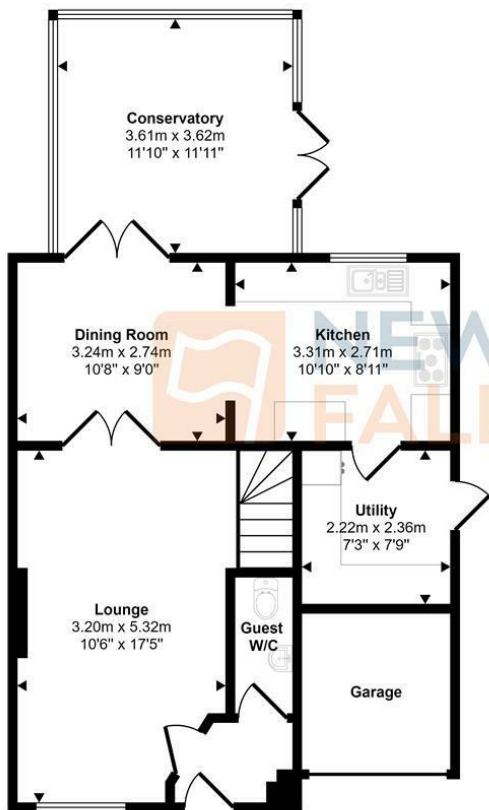 Conservatory
3.61m x 3.62m
11'10" x 11'11"
Dining Room
3.24m x 2.74m
10'8" x 9'0"
Kitchen
3.31m x 2.71m
10'10" x 8'11"
NEW
FALL
Utility
2.22m x 2.36m
7'3" x 7'9"
Lounge
3.20m x 5.32m
10'6" x 17'5"
Guest
W/C
Garage